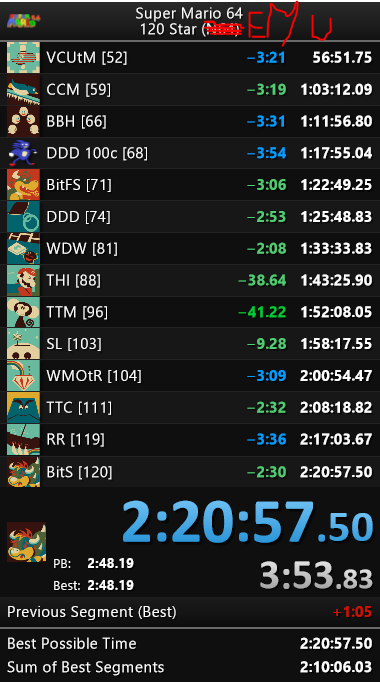 Super Mario 64
120 Star (N64) EMU
VCUtM [52] −3:21 56:51.75
CCM [59] −3:19 1:03:12.09
BBH [66] −3:31 1:11:56.80
DDD 100c [68] −3:54 1:17:55.04
BitFS [71] −3:06 1:22:49.25
DDD [74] −2:53 1:25:48.83
WDW [81] −2:08 1:33:33.83
THI [88] −38.64 1:43:25.90
TTM [96] −41.22 1:52:08.05
SL [103] −9.28 1:58:17.55
WMOtR [104] −3:09 2:00:54.47
TTC [111] −2:32 2:08:18.82
RR [119] −3:36 2:17:03.67
BitS [120] −2:30 2:20:57.50
2:20:57.50
PB: 2:48.19
Best: 2:48.19
3:53.83
Previous Segment (Best) +1:05
Best Possible Time 2:20:57.50
Sum of Best Segments 2:10:06.03